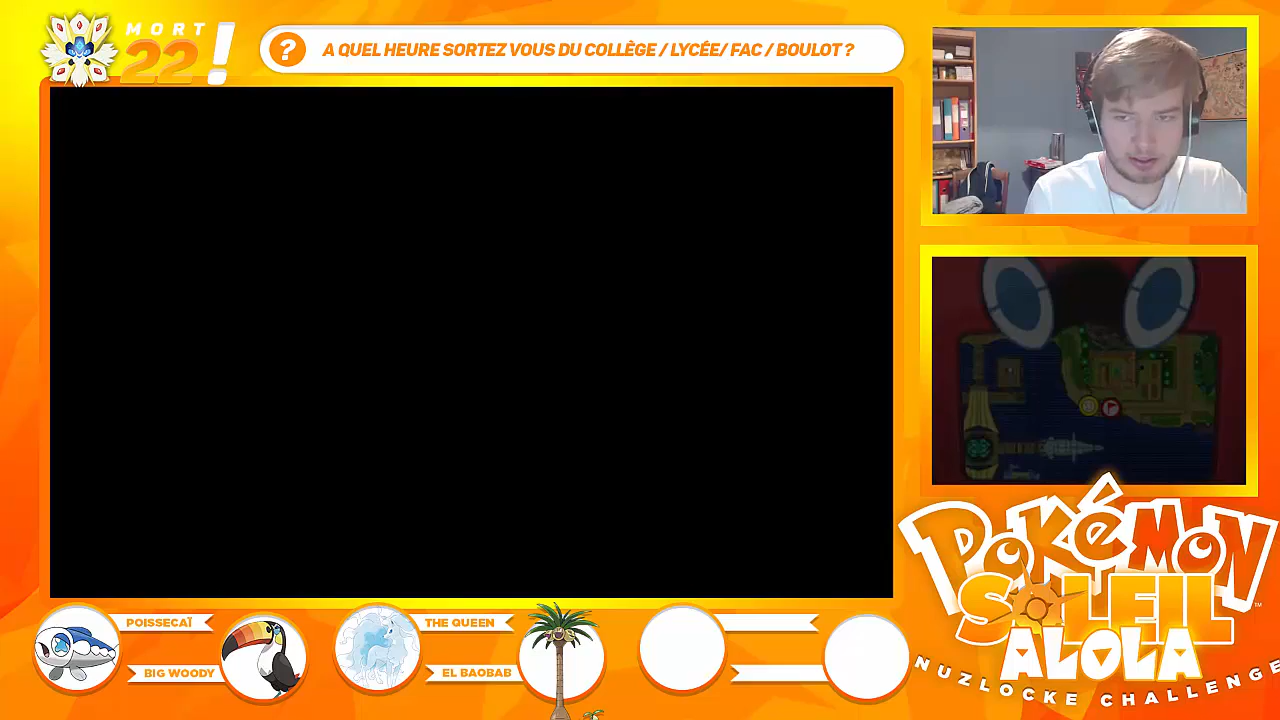 MORT
22 !
? A QUEL HEURE SORTEZ VOUS DU COLLÈGE / LYCÉE/ FAC / BOULOT ?
POISSECAÏ
BIG WOODY
THE QUEEN
EL BAOBAB
POKÉMON
SOLEIL
ALOLA
NUZLOCKE CHALLENGE